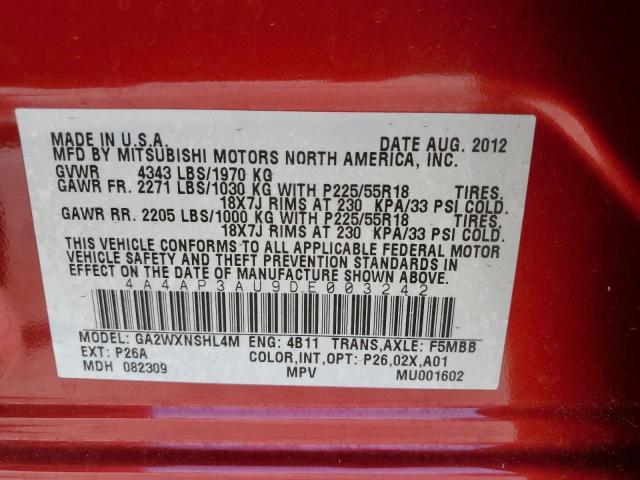 MADE IN U.S.A. DATE AUG. 2012
MFD BY MITSUBISHI MOTORS NORTH AMERICA, INC.
GVWR 4343 LBS/1970 KG
GAWR FR. 2271 LBS/1030 KG WITH P225/55R18 TIRES,
18X7J RIMS AT 230 KPA/33 PSI COLD.
GAWR RR. 2205 LBS/1000 KG WITH P225/55R18 TIRES,
18X7J RIMS AT 230 KPA/33 PSI COLD.
THIS VEHICLE CONFORMS TO ALL APPLICABLE FEDERAL MOTOR
VEHICLE SAFETY AND THEFT PREVENTION STANDARDS IN
EFFECT ON THE DATE OF MANUFACTURE SHOWN ABOVE.
4A4AP3AU9DE003242
MODEL: GA2WXNSHL4M ENG: 4B11 TRANS,AXLE: F5MBB
EXT: P26A COLOR,INT,OPT: P26,02X,A01
MDH 082309 MPV MU001602